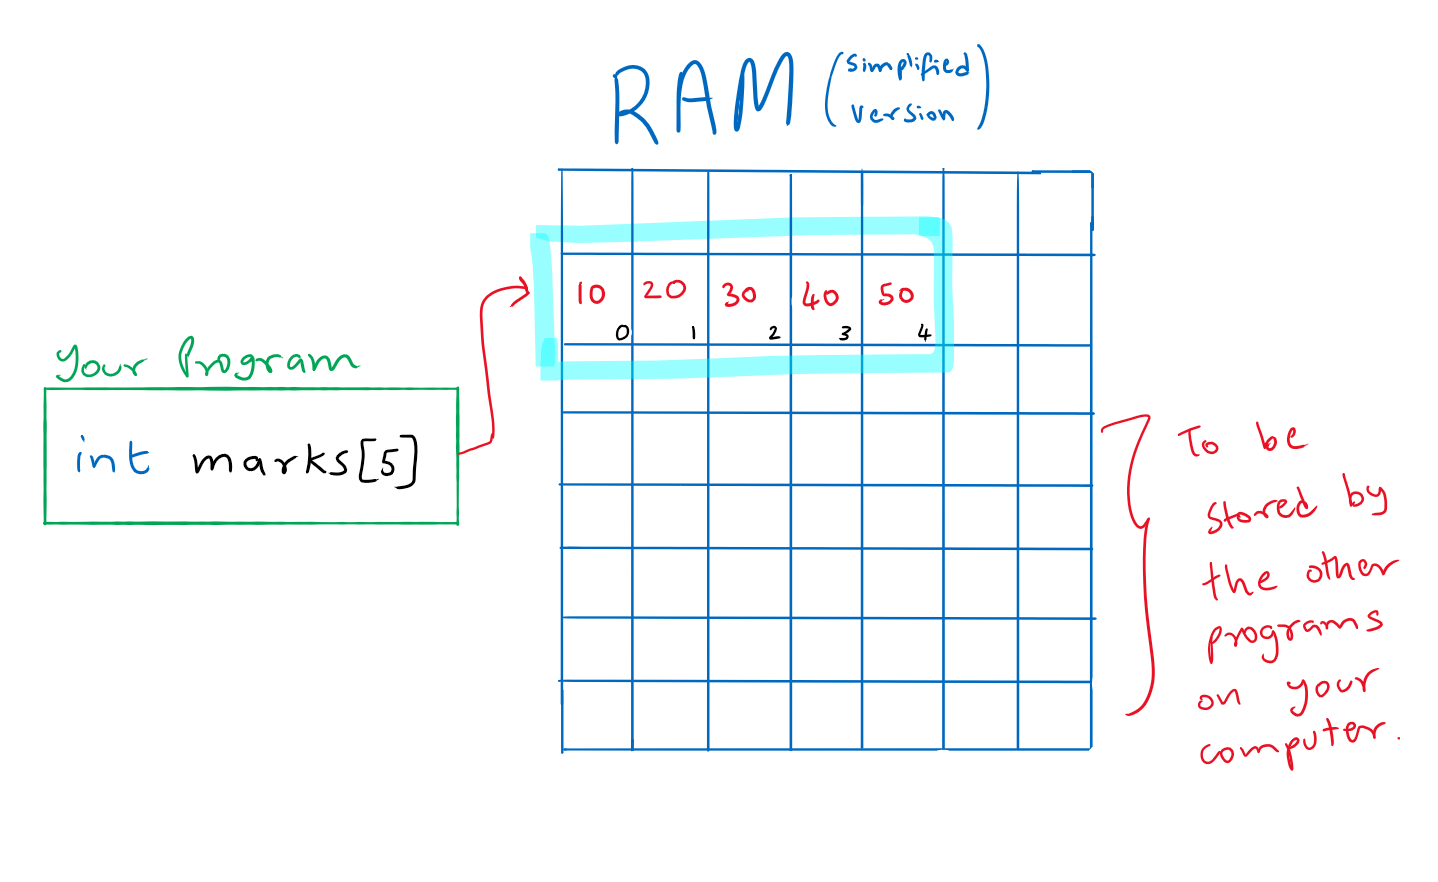 RAM (simplified version)
10 20 30 40 50
0 1 2 3 4
Your Program
int marks[5]
To be
stored by
the other
programs
on your
computer.